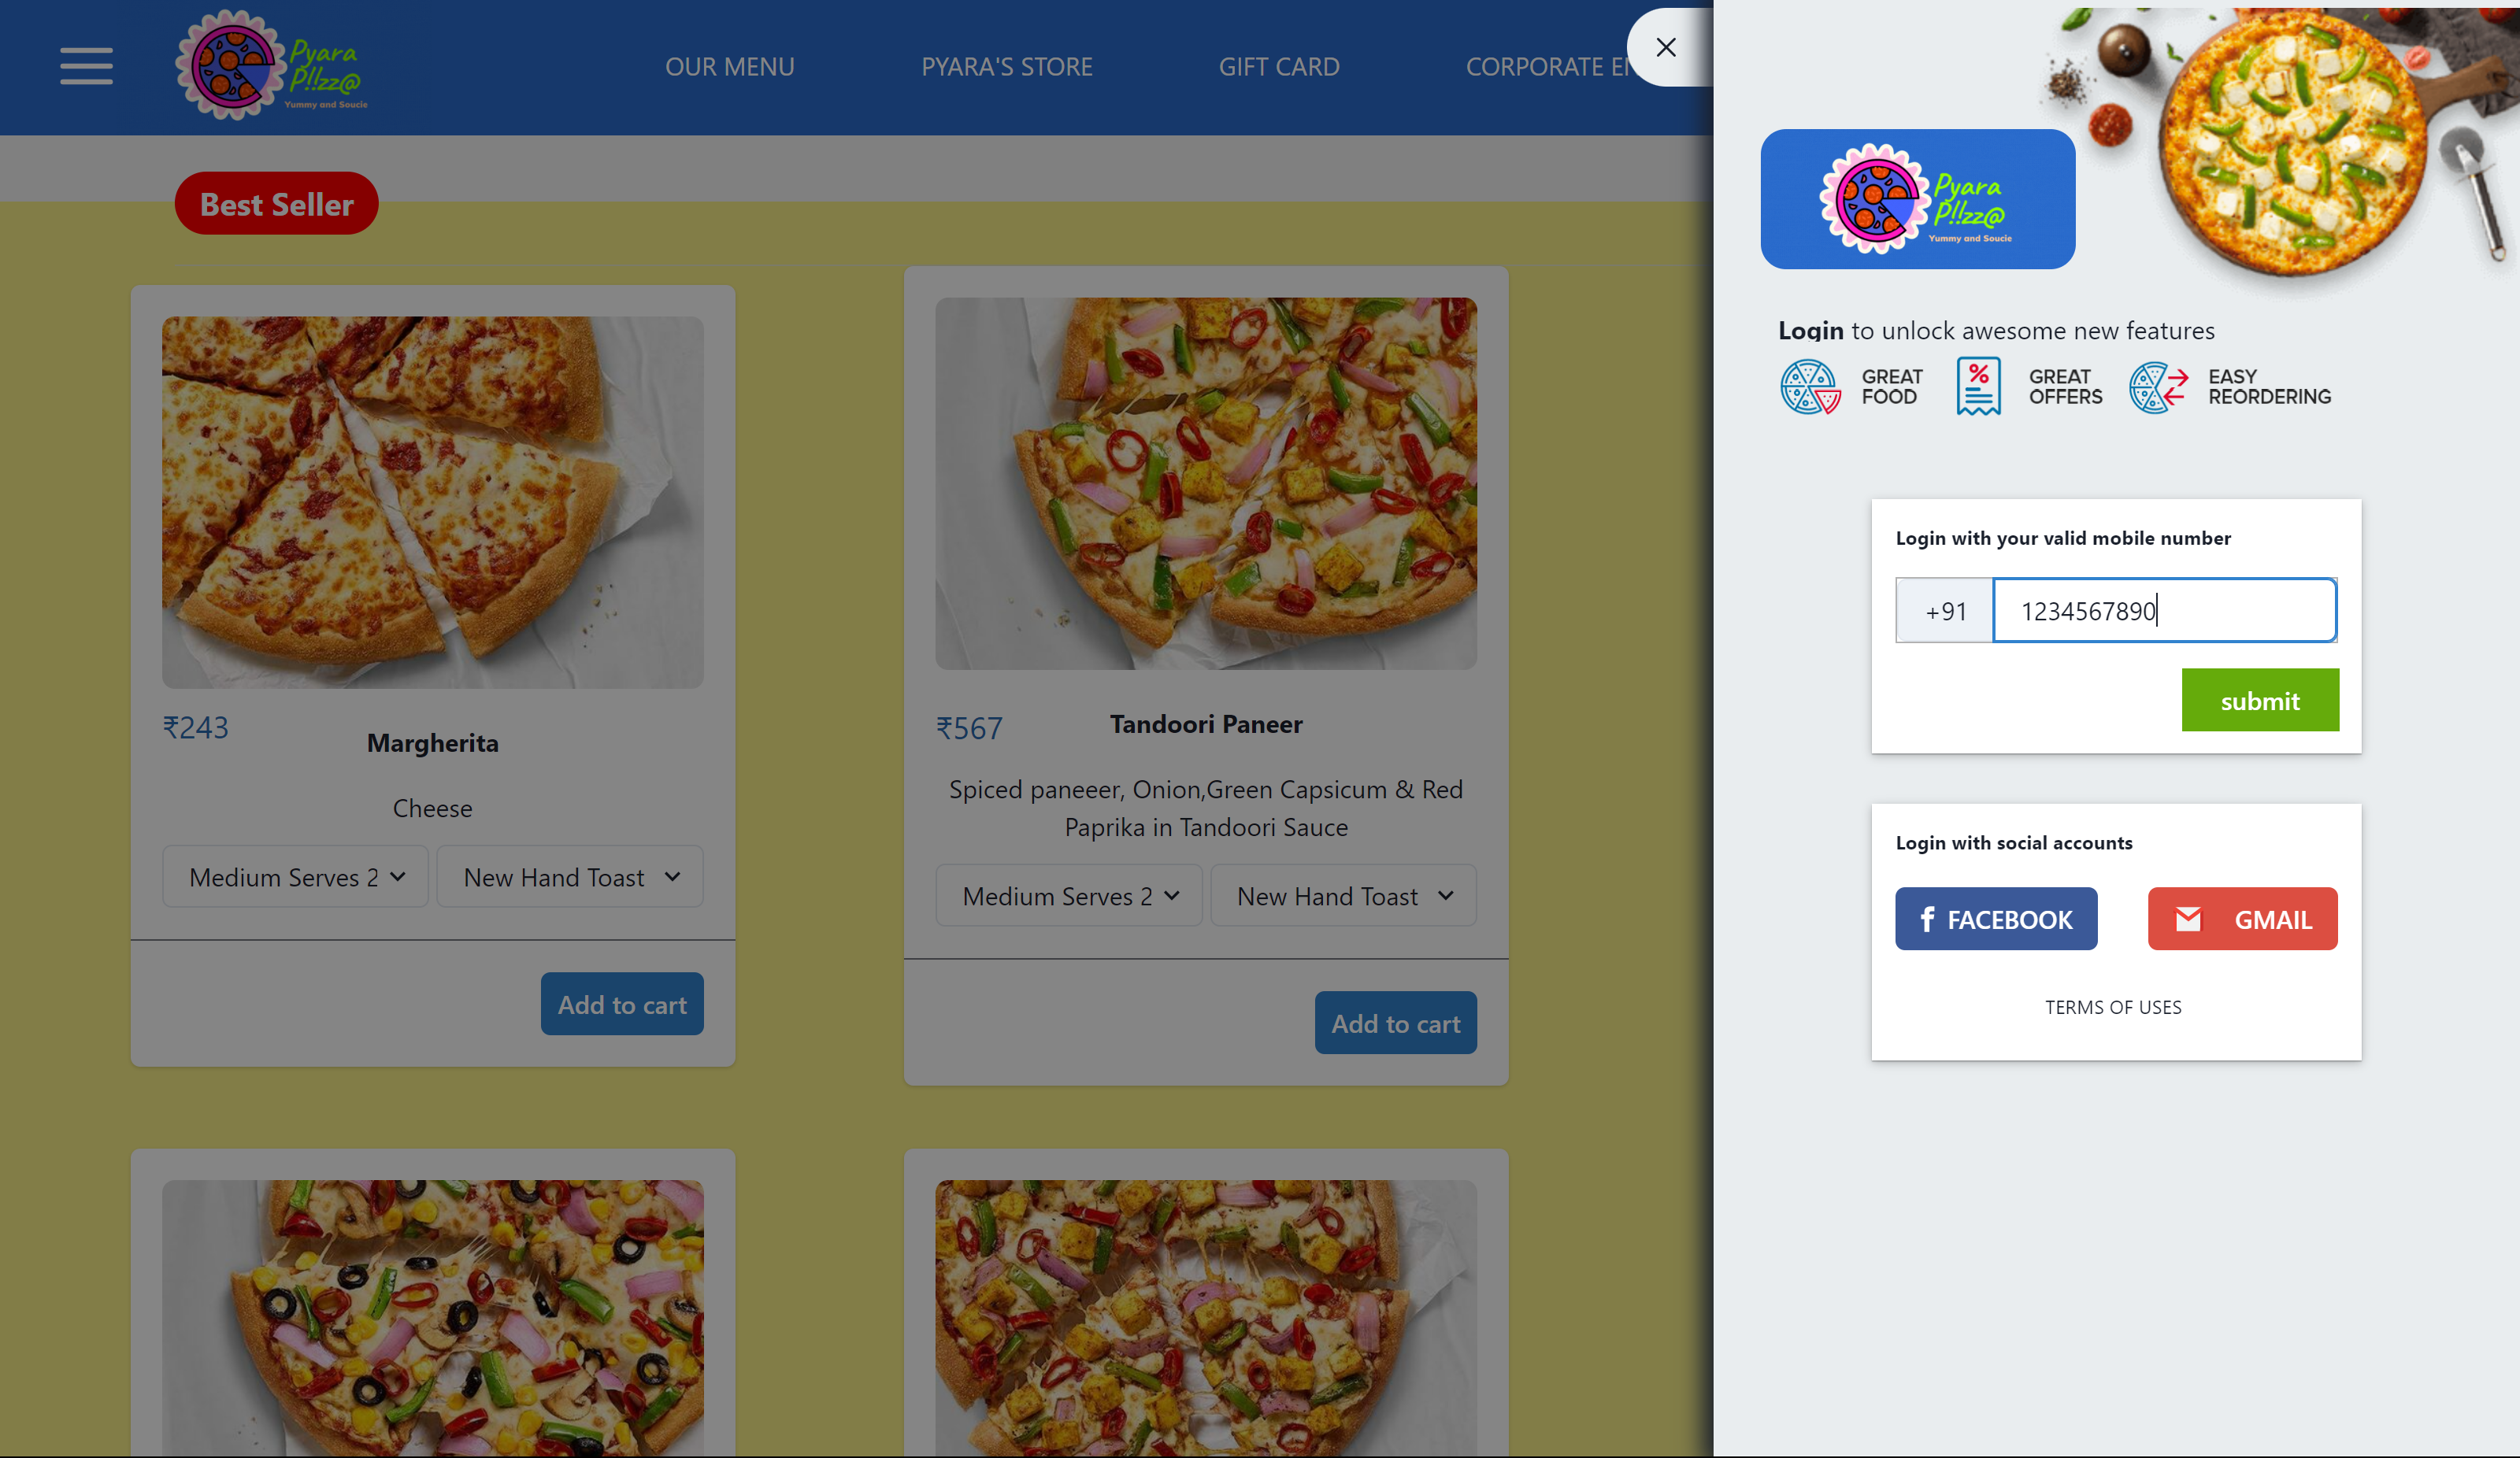 Pyara
P!!zz@
Yummy and Soucie
OUR MENU
PYARA'S STORE
GIFT CARD
CORPORATE
Best Seller
₹243
Margherita
Cheese
Medium Serves 2
New Hand Toast
Add to cart
₹567
Tandoori Paneer
Spiced paneeer, Onion,Green Capsicum & Red
Paprika in Tandoori Sauce
Medium Serves 2
New Hand Toast
Add to cart
Pyara
P!!zz@
Yummy and Soucie
Login to unlock awesome new features
GREAT
FOOD
GREAT
OFFERS
EASY
REORDERING
Login with your valid mobile number
+91
1234567890
submit
Login with social accounts
f FACEBOOK
GMAIL
TERMS OF USES